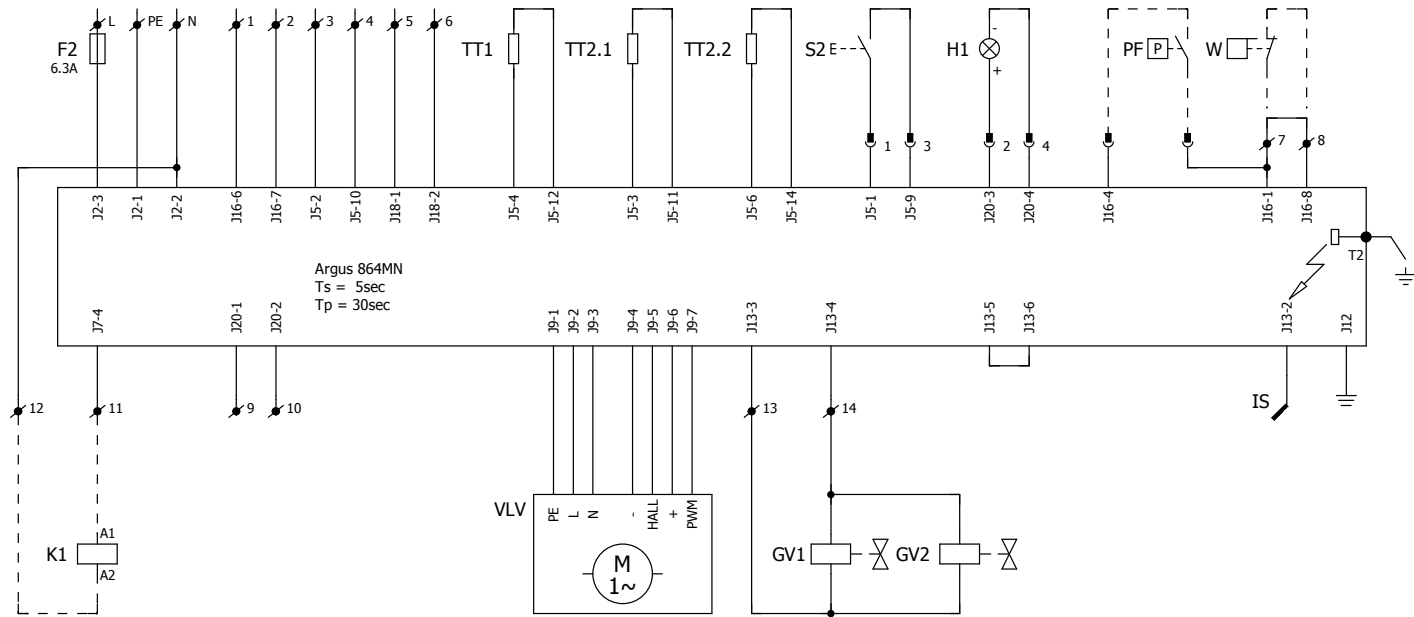 L
PE
N
1
2
3
4
5
6
F2
6.3A
TT1
TT2.1
TT2.2
S2
E
H1
-
+
PF
P
W
1
3
2
4
7
8
J2-3
J2-1
J2-2
J16-6
J16-7
J5-2
J5-10
J18-1
J18-2
J5-4
J5-12
J5-3
J5-11
J5-6
J5-14
J5-1
J5-9
J20-3
J20-4
J16-4
J16-1
J16-8
T2
Argus 864MN
Ts =  5sec
Tp = 30sec
J7-4
J20-1
J20-2
J9-1
J9-2
J9-3
J9-4
J9-5
J9-6
J9-7
J13-3
J13-4
J13-5
J13-6
J13-2
J12
12
11
9
10
13
14
IS
VLV
PE
L
N
-
HALL
+
PWM
M
1~
K1
A1
A2
GV1
GV2